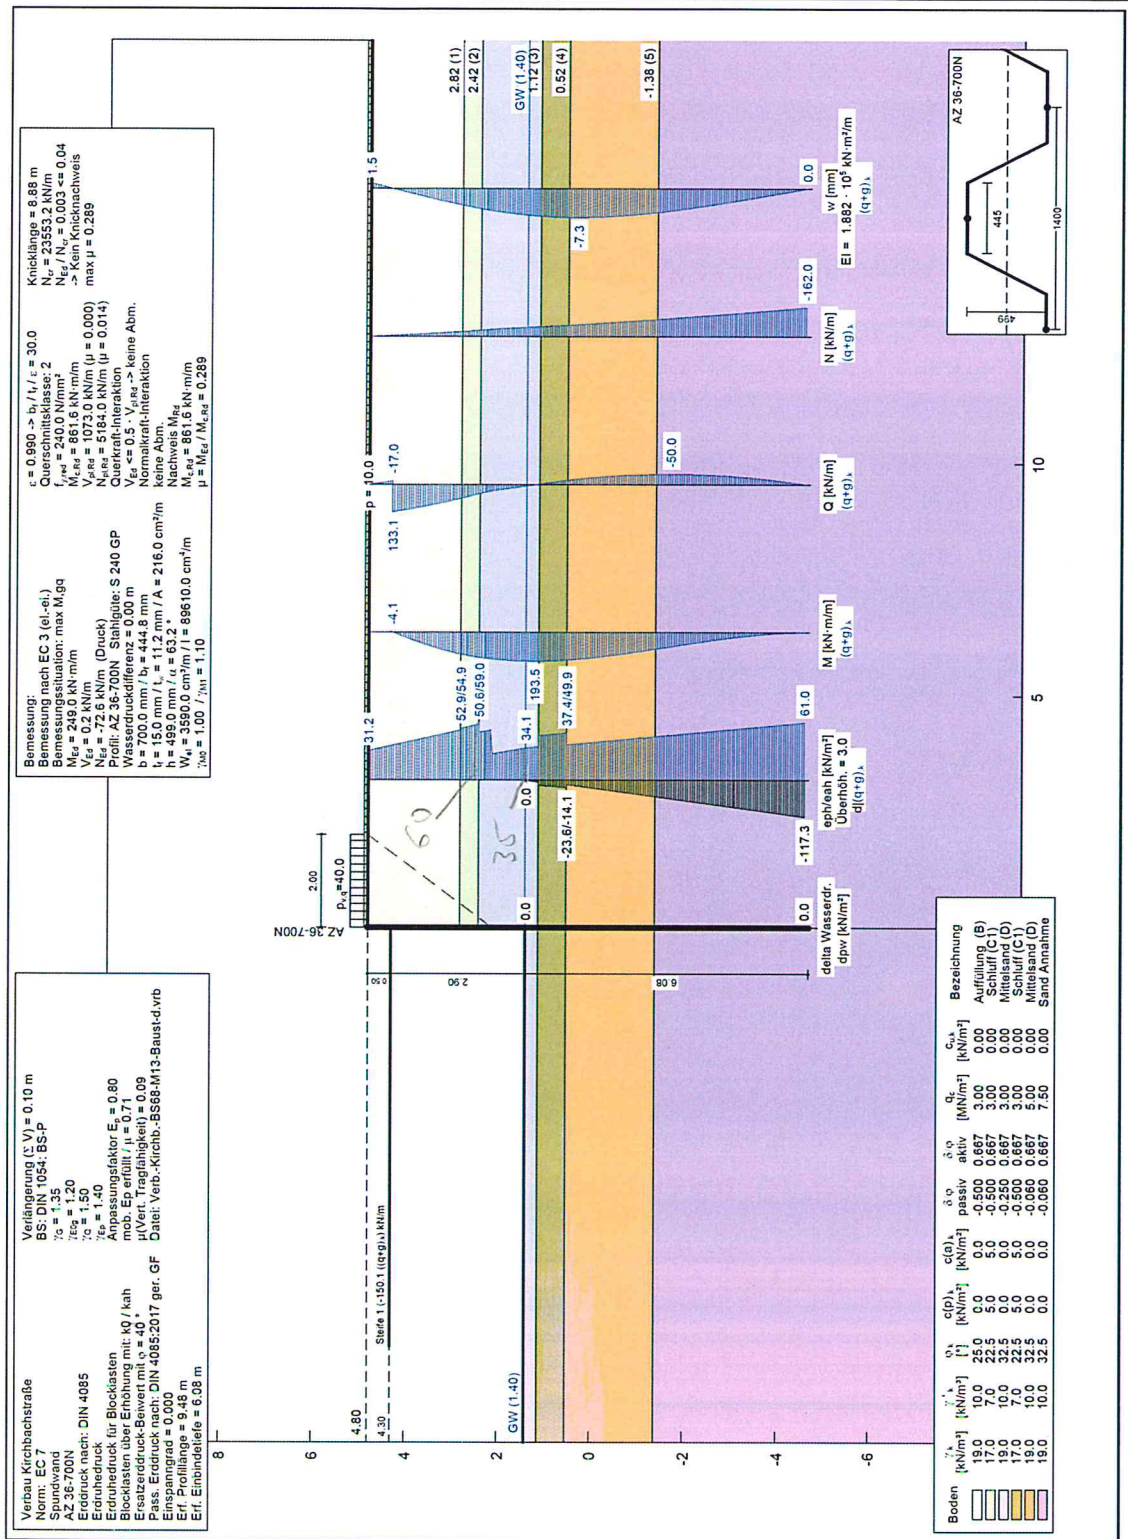 Verbau Kirchbachstraße
Norm: EC 7
Spundwand
AZ 36-700N
Erddruck nach: DIN 4085
Erdruhedruck
Erdruhedruck für Blocklasten
Blocklasten über Erhöhung mit: kQ / kah
Ersatzerddruck-Beiwert mit φ = 40 °
Pass. Erddruck nach: DIN 4085:2017 ger. GF
Einspanngrad = 0.000
Erf. Profillänge = 9.48 m
Erf. Einbindetiefe = 6.08 m
Verlängerung (Σ V) = 0.10 m
BS: DIN 1054: BS-P
γG = 1.35
γE0g = 1.20
γQ = 1.50
γEp = 1.40
Anpassungsfaktor Ep = 0.80
mob. Ep erfüllt / μ = 0.71
μ(Vert. Tragfähigkeit) = 0.09
Datei: Verb.-Kirchb.-BS68-M13-Baust-d.vrb
Bemessung:
Bemessung nach EC 3 (el.-el.)
Bemessungssituation: max M,gq
MEd = 249.0 kN·m/m
VEd = 0.2 kN/m
NEd = -72.6 kN/m (Druck)
Profil: AZ 36-700N Stahlgüte: S 240 GP
Wasserdruckdifferenz = 0.00 m
b = 700.0 mm / bf = 444.8 mm
tf = 15.0 mm / tw = 11.2 mm / A = 216.0 cm²/m
h = 499.0 mm / α = 63.2 °
Wel = 3590.0 cm³/m / I = 89610.0 cm⁴/m
γM0 = 1.00 / γM1 = 1.10
ε = 0.990 -> bf / tf / ε = 30.0
Querschnittsklasse: 2
fy,red = 240.0 N/mm²
Mc,Rd = 861.6 kN·m/m
Vpl,Rd = 1073.0 kN/m (μ = 0.000)
Npl,Rd = 5184.0 kN/m (μ = 0.014)
Querkraft-Interaktion
VEd <= 0.5 · Vpl,Rd -> keine Abm.
Normalkraft-Interaktion
keine Abm.
Nachweis MRd
Mc,Rd = 861.6 kN·m/m
μ = MEd / Mc,Rd = 0.289
Knicklänge = 8.88 m
Ncr = 23553.2 kN/m
NEd / Ncr = 0.003 <= 0.04
-> Kein Knicknachweis
max μ = 0.289
8
6
4
2
0
-2
-4
-6
5
10
4.80
4.30
Steife 1 (-150.1 ((q+g)k) kN/m
GW (1.40)
0.50
2.90
6.08
AZ 36-700N
2.00
pv,q=40.0
p = 10.0
60
35
0.0
0.0
delta Wasserdr.
dpw [kN/m²]
31.2
52.9/54.9
50.6/59.0
34.1
0.0
37.4/49.9
-23.6/-14.1
61.0
-117.3
eph/eah [kN/m²]
Überhöh. = 3.0
d[(q+g)k
-4.1
193.5
M [kN·m/m]
(q+g)k
-17.0
133.1
-50.0
Q [kN/m]
(q+g)k
-162.0
N [kN/m]
(q+g)k
1.5
-7.3
0.0
w [mm]
EI = 1.882 · 10⁵ kN·m²/m
(q+g)k
2.82 (1)
2.42 (2)
GW (1.40)
1.12 (3)
0.52 (4)
-1.38 (5)
AZ 36-700N
499
445
1400
Boden γk [kN/m³] γ'k [kN/m³] φk [°] c(p)k [kN/m²] c(a)k [kN/m²] δ/φ passiv δ/φ aktiv qc [MN/m²] cu,k [kN/m²] Bezeichnung
19.0 10.0 25.0 0.0 0.0 -0.500 0.667 3.00 0.00 Auffüllung (B)
17.0 7.0 22.5 5.0 5.0 -0.500 0.667 3.00 0.00 Schluff (C1)
19.0 10.0 32.5 0.0 0.0 -0.250 0.667 3.00 0.00 Mittelsand (D)
17.0 7.0 22.5 5.0 5.0 -0.500 0.667 3.00 0.00 Schluff (C1)
19.0 10.0 32.5 0.0 0.0 -0.060 0.667 5.00 0.00 Mittelsand (D)
19.0 10.0 32.5 0.0 0.0 -0.060 0.667 7.50 0.00 Sand Annahme